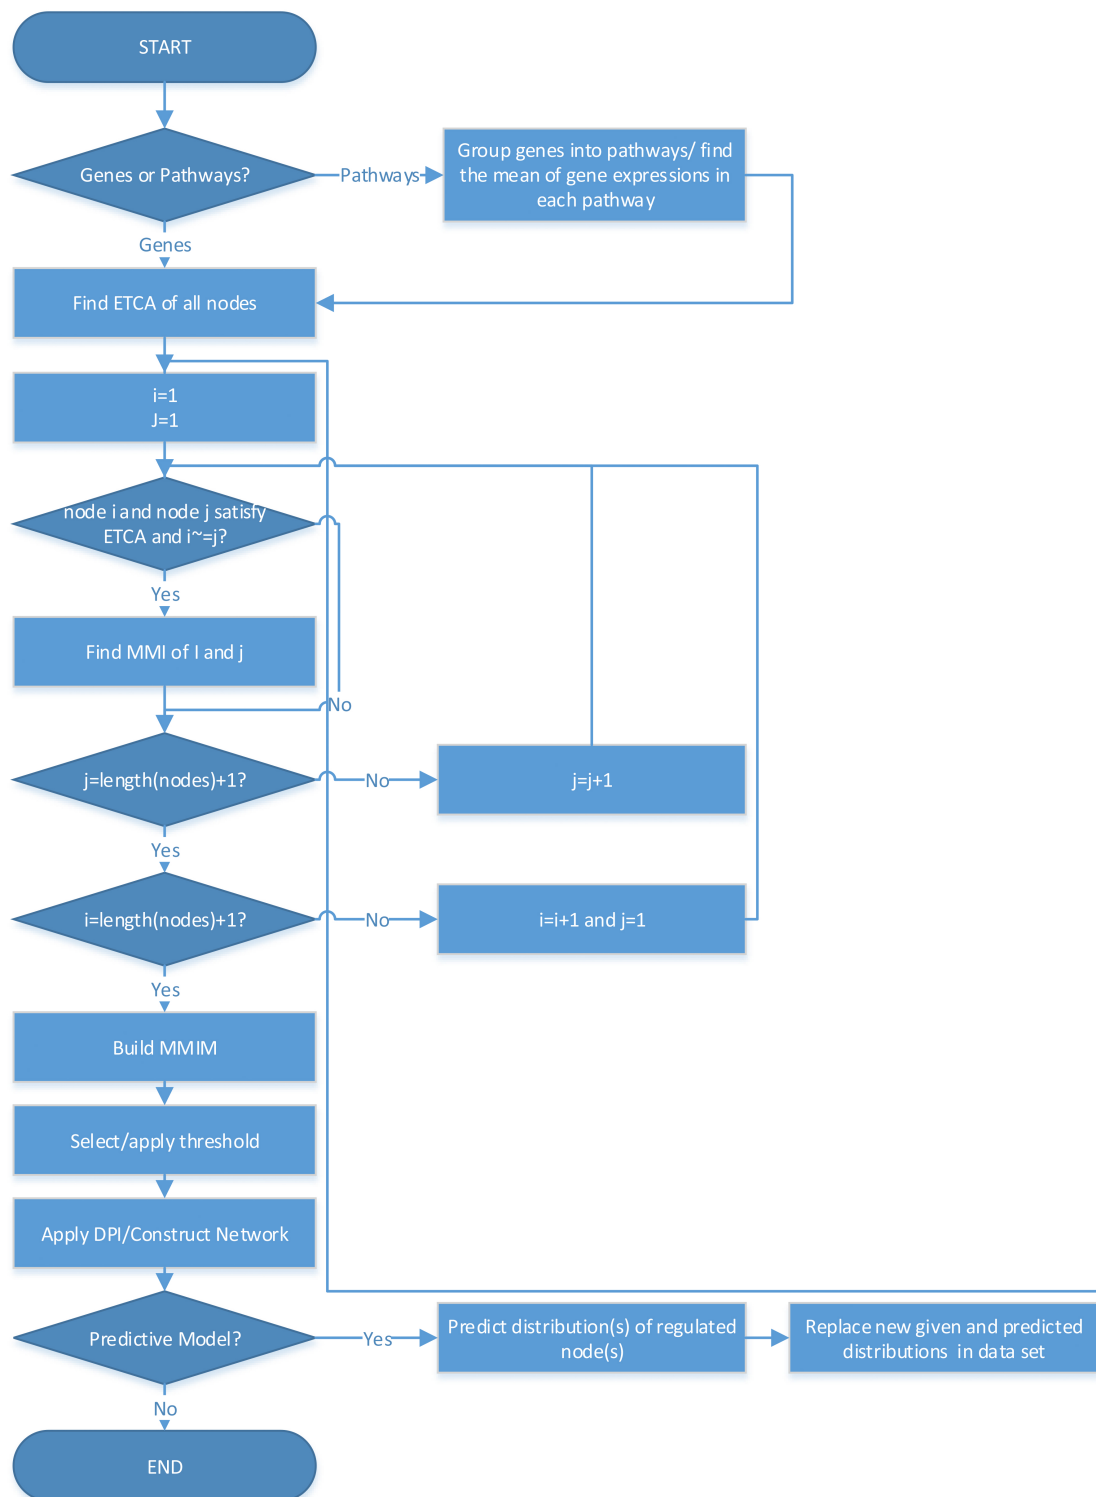 START
Genes or Pathways?
Pathways
Group genes into pathways/ find
the mean of gene expressions in
each pathway
Genes
Find ETCA of all nodes
i=1
J=1
node i and node j satisfy
ETCA and i~=j?
Yes
Find MMI of I and j
No
j=length(nodes)+1?
No
j=j+1
Yes
i=length(nodes)+1?
No
i=i+1 and j=1
Yes
Build MMIM
Select/apply threshold
Apply DPI/Construct Network
Predictive Model?
Yes
Predict distribution(s) of regulated
node(s)
Replace new given and predicted
distributions in data set
No
END